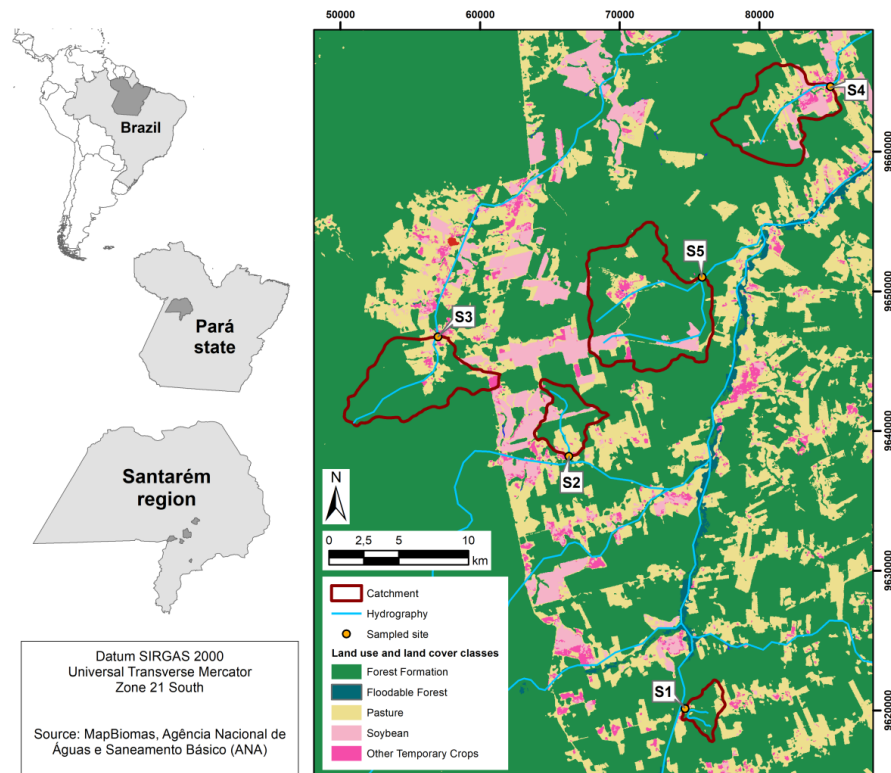 Brazil
Pará
state
Santarém
region
Datum SIRGAS 2000
Universal Transverse Mercator
Zone 21 South
Source: MapBiomas, Agência Nacional de
Águas e Saneamento Básico (ANA)
50000 60000 70000 80000
S4
9660000
S5
9650000
S3
9640000
S2
N
0 2,5 5 10
km
9630000
Catchment
Hydrography
Sampled site
Land use and land cover classes
Forest Formation
Floodable Forest
Pasture
Soybean
Other Temporary Crops
S1
9620000